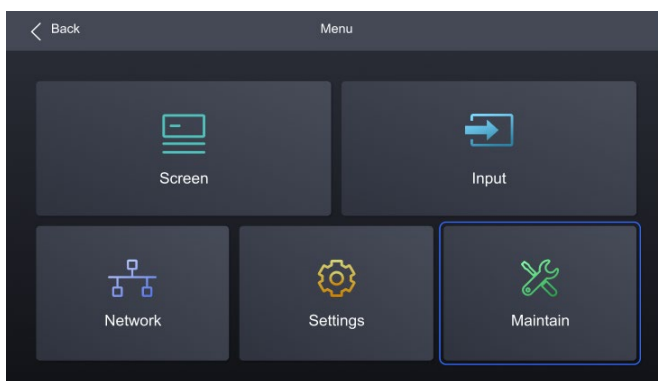 Back
Menu
Screen
Input
Network
Settings
Maintain